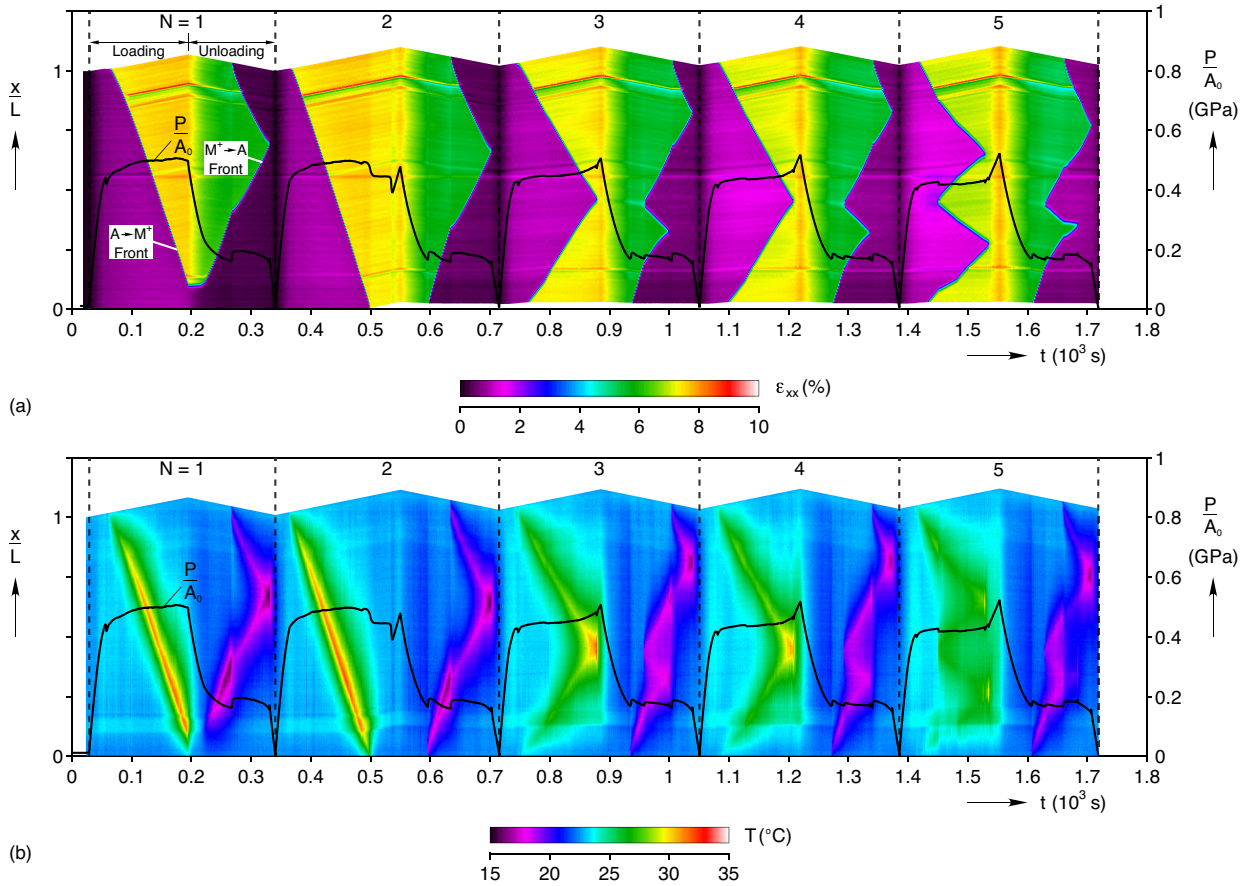 N = 1 2 3 4 5
Loading Unloading
1
x
L
0
P
A₀
M⁺→A
Front
A→M⁺
Front
1
0.8
0.6
0.4
0.2
0
P
A₀
(GPa)
0 0.1 0.2 0.3 0.4 0.5 0.6 0.7 0.8 0.9 1 1.1 1.2 1.3 1.4 1.5 1.6 1.7 1.8
t (10³ s)
εxx (%)
0 2 4 6 8 10
(a)
N = 1 2 3 4 5
1
x
L
0
P
A₀
1
0.8
0.6
0.4
0.2
0
P
A₀
(GPa)
0 0.1 0.2 0.3 0.4 0.5 0.6 0.7 0.8 0.9 1 1.1 1.2 1.3 1.4 1.5 1.6 1.7 1.8
t (10³ s)
T (°C)
15 20 25 30 35
(b)